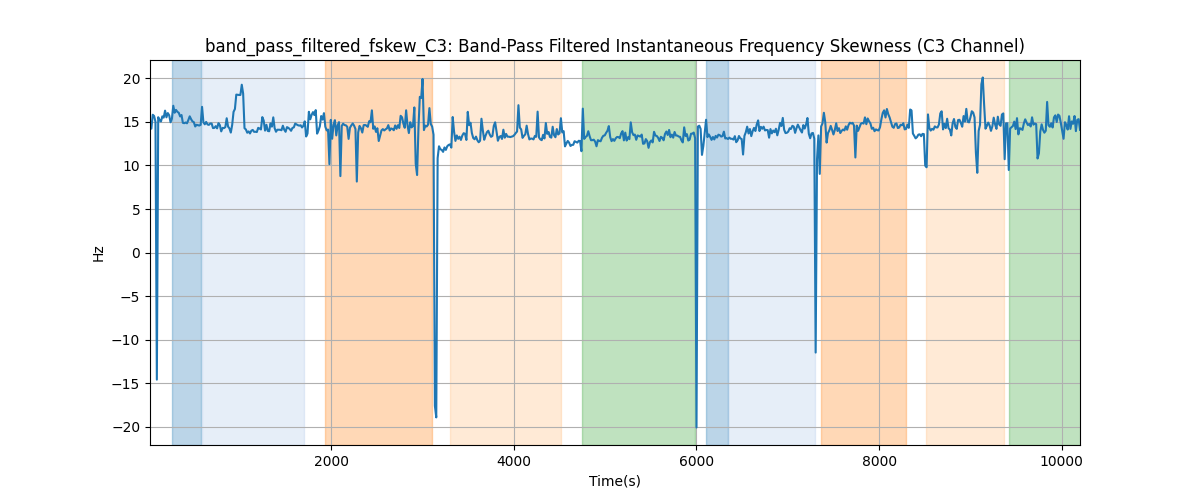 band_pass_filtered_fskew_C3: Band-Pass Filtered Instantaneous Frequency Skewness (C3 Channel)
20
15
10
5
0
−5
−10
−15
−20
Hz
2000 4000 6000 8000 10000
Time(s)